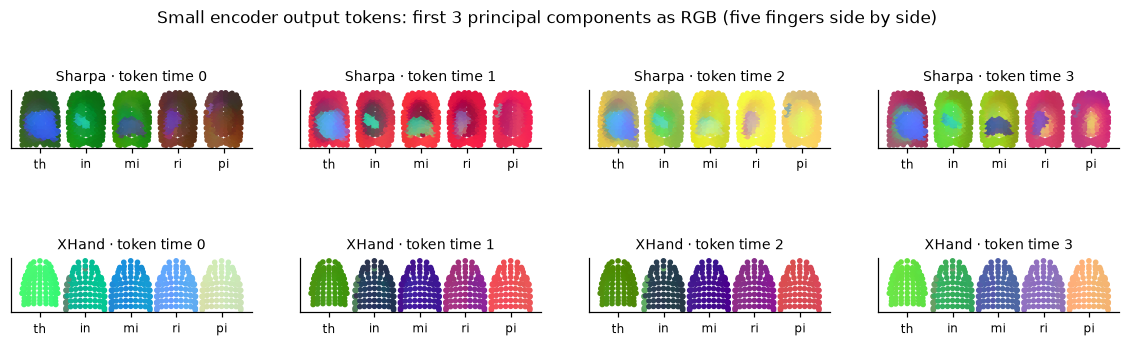 Small encoder output tokens: first 3 principal components as RGB (five fingers side by side)
Sharpa · token time 0
Sharpa · token time 1
Sharpa · token time 2
Sharpa · token time 3
th in mi ri pi
th in mi ri pi
th in mi ri pi
th in mi ri pi
XHand · token time 0
XHand · token time 1
XHand · token time 2
XHand · token time 3
th in mi ri pi
th in mi ri pi
th in mi ri pi
th in mi ri pi